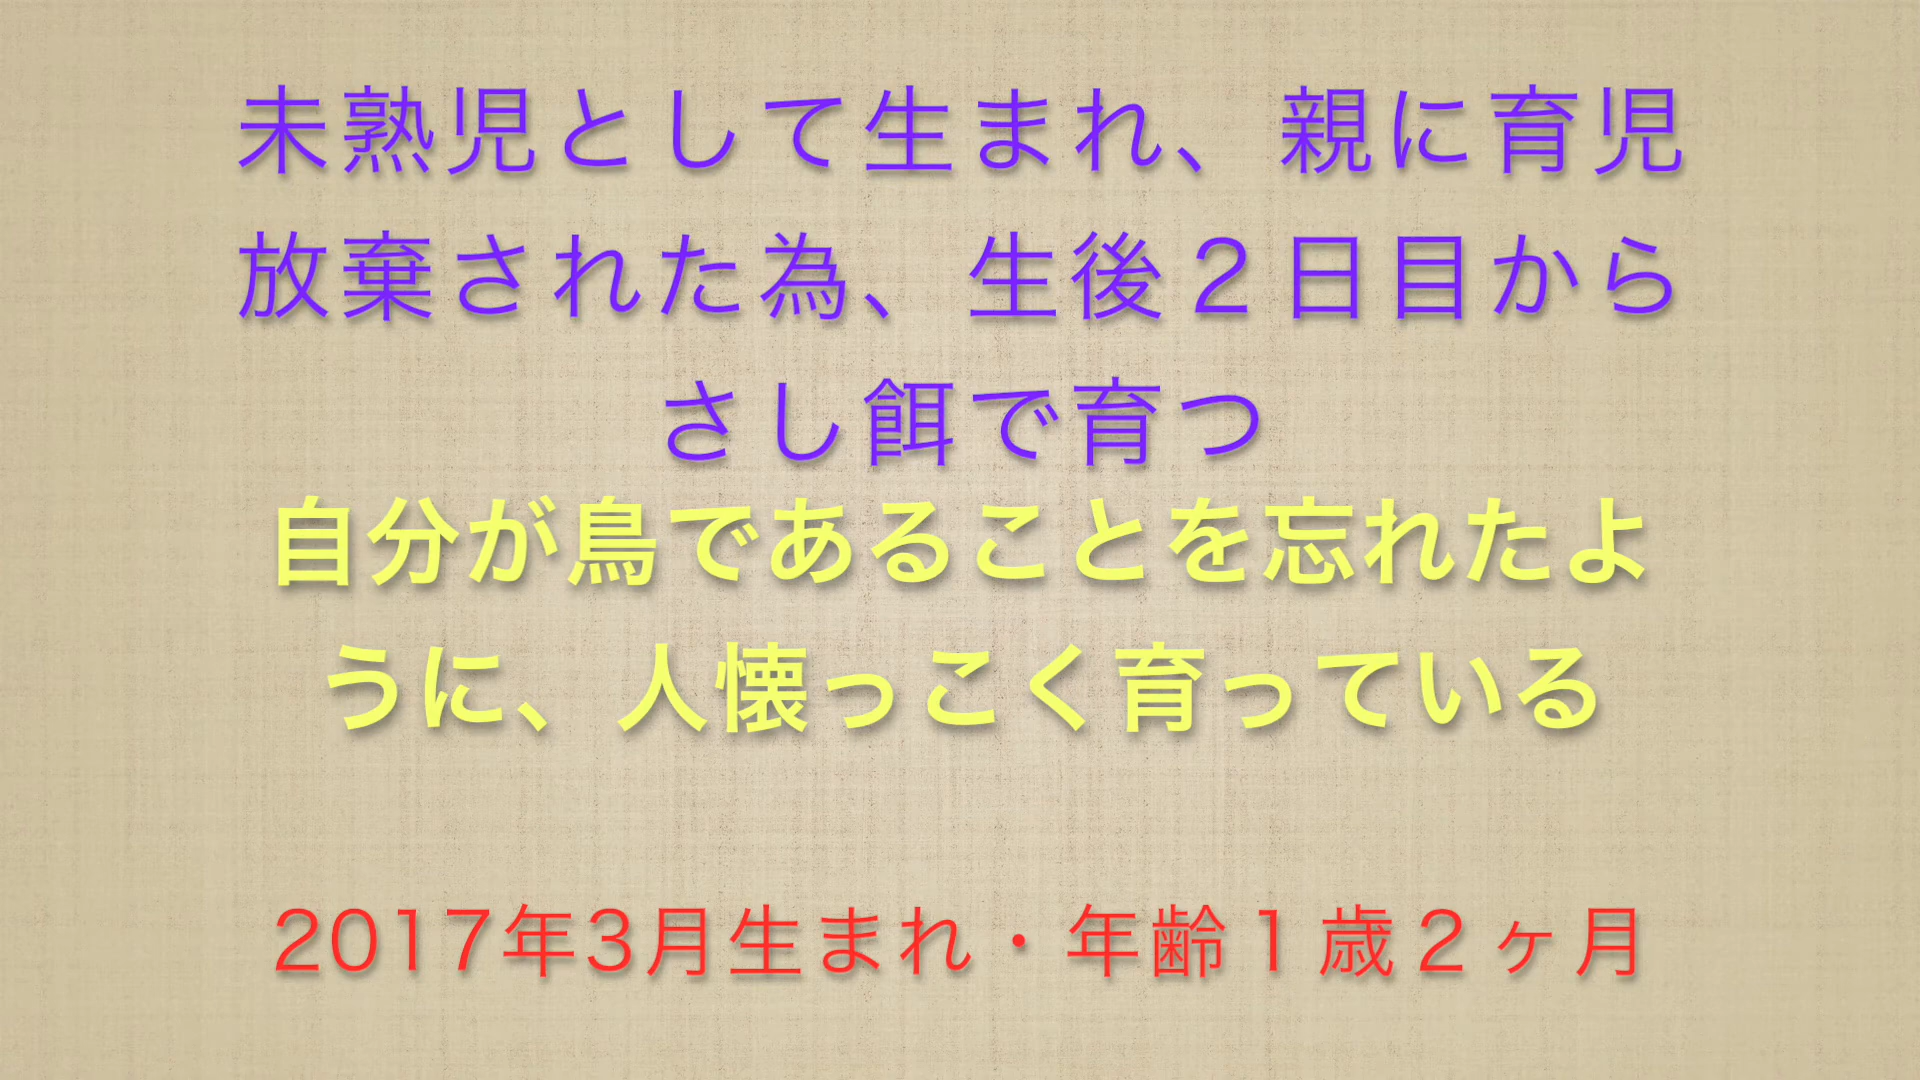 未熟児として生まれ、親に育児
放棄された為、生後２日目から
さし餌で育つ
自分が鳥であることを忘れたよ
うに、人懐っこく育っている
2017年3月生まれ・年齢１歳２ヶ月